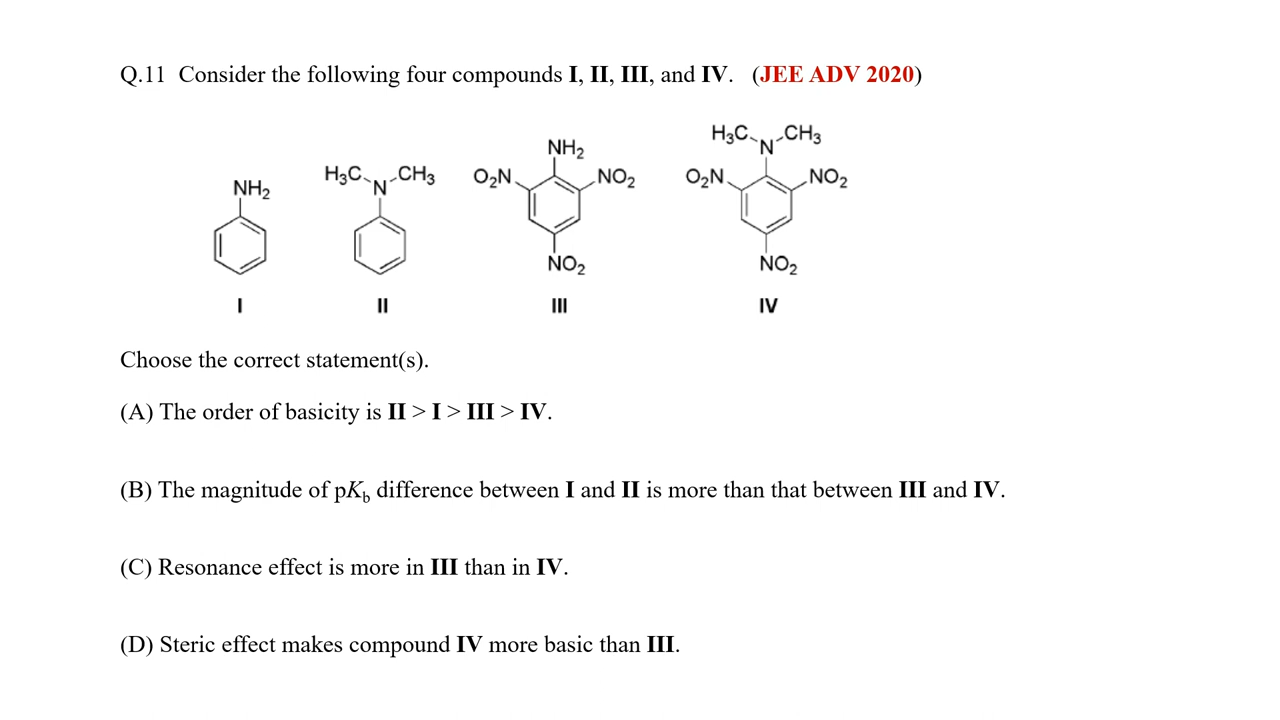 Q.11 Consider the following four compounds I, II, III, and IV. (JEE ADV 2020)
NH₂
H₃C N CH₃
NH₂
O₂N NO₂
NO₂
H₃C N CH₃
O₂N NO₂
NO₂
I II III IV
Choose the correct statement(s).
(A) The order of basicity is II > I > III > IV.
(B) The magnitude of pK_b difference between I and II is more than that between III and IV.
(C) Resonance effect is more in III than in IV.
(D) Steric effect makes compound IV more basic than III.